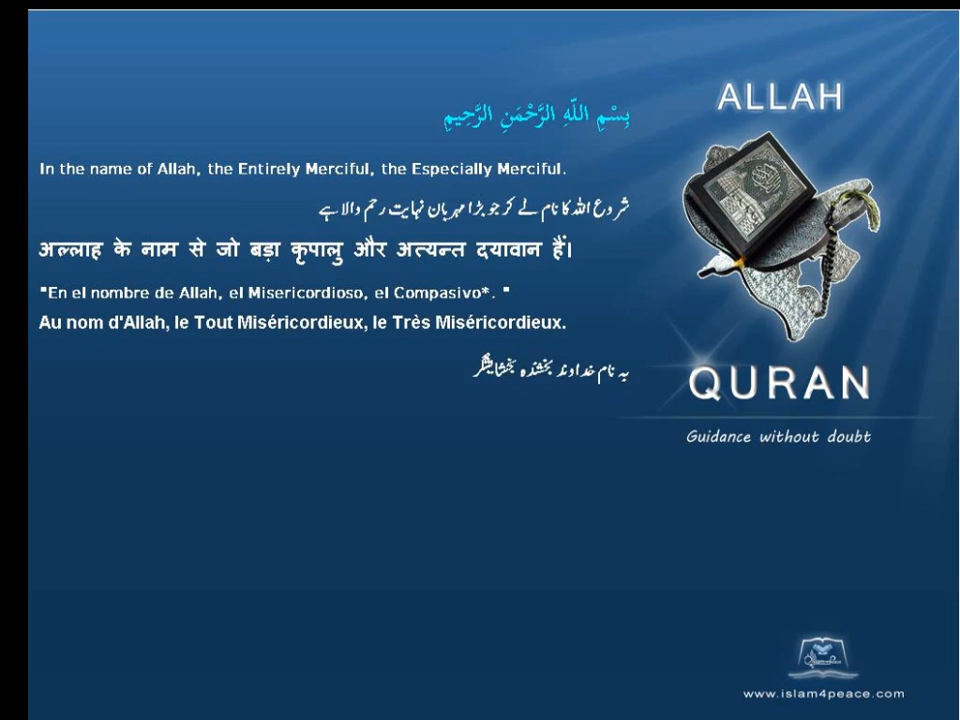 بِسْمِ اللَّهِ الرَّحْمَنِ الرَّحِيمِ
In the name of Allah, the Entirely Merciful, the Especially Merciful.
شروع اللہ کا نام لے کر جو بڑا مہربان نہایت رحم والا ہے
अल्लाह के नाम से जो बड़ा कृपालु और अत्यन्त दयावान हैं।
"En el nombre de Allah, el Misericordioso, el Compasivo*. "
Au nom d'Allah, le Tout Miséricordieux, le Très Miséricordieux.
به نام خداوند بخشنده بخشایشگر
ALLAH
QURAN
Guidance without doubt
www.islam4peace.com